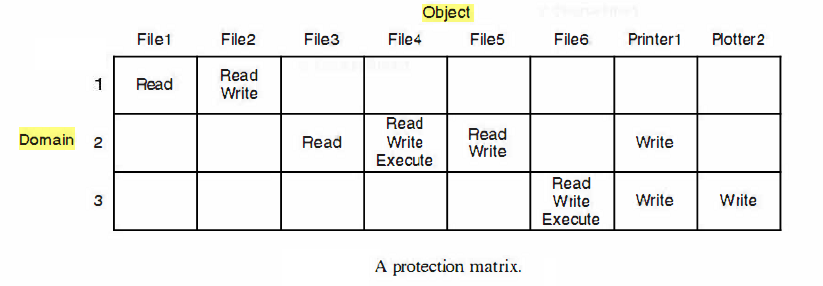 Object
File1 File2 File3 File4 File5 File6 Printer1 Plotter2
1 Read Read Write
Domain 2 Read Read Write Execute Read Write Write
3 Read Write Execute Write Write
A protection matrix.